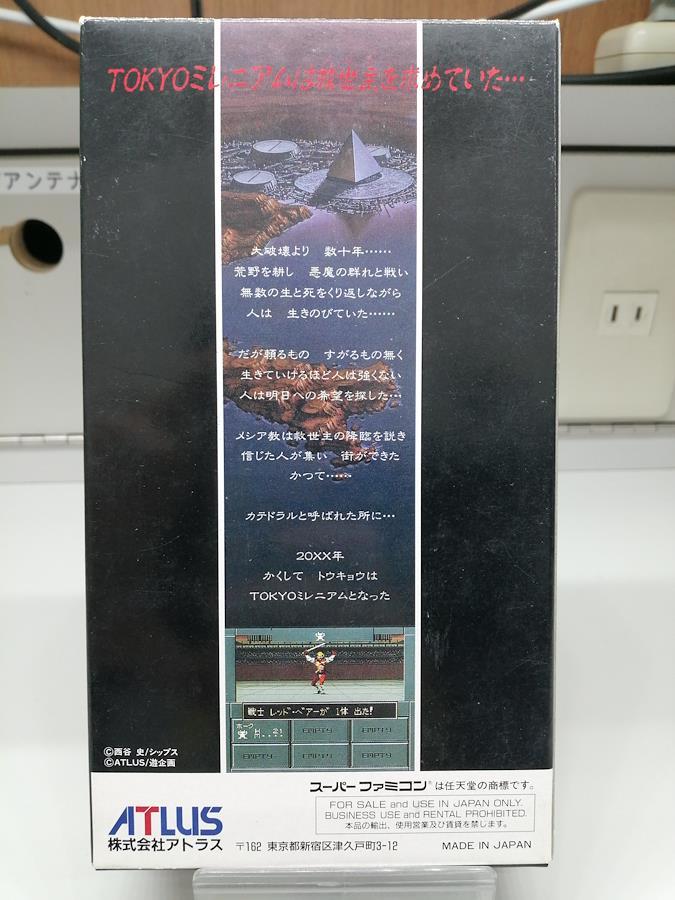 TOKYOミレニアムは救世主を求めていた…
アンテナ
大破壊より 数十年……
荒野を耕し 悪魔の群れと戦い
無数の生と死をくり返しながら
人は 生きのびていた……
だが頼るもの すがるもの無く
生きていけるほど人は強くない
人は明日への希望を探した…
メシア教は救世主の降臨を説き
信じた人が集い 街ができた
かつて……
カテドラルと呼ばれた所に…
20XX年
かくして トウキョウは
TOKYOミレニアムとなった
戦士 レッド・ベアーが 1体 出た!
ホーク
EMPTY EMPTY
EMPTY EMPTY EMPTY
©西谷 史/シップス
©ATLUS/遊企画
スーパーファミコン®は任天堂の商標です。
FOR SALE and USE IN JAPAN ONLY.
BUSINESS USE and RENTAL PROHIBITED.
本品の輸出、使用営業及び賃貸を禁じます。
ATLUS
株式会社アトラス 〒162 東京都新宿区津久戸町3-12 MADE IN JAPAN